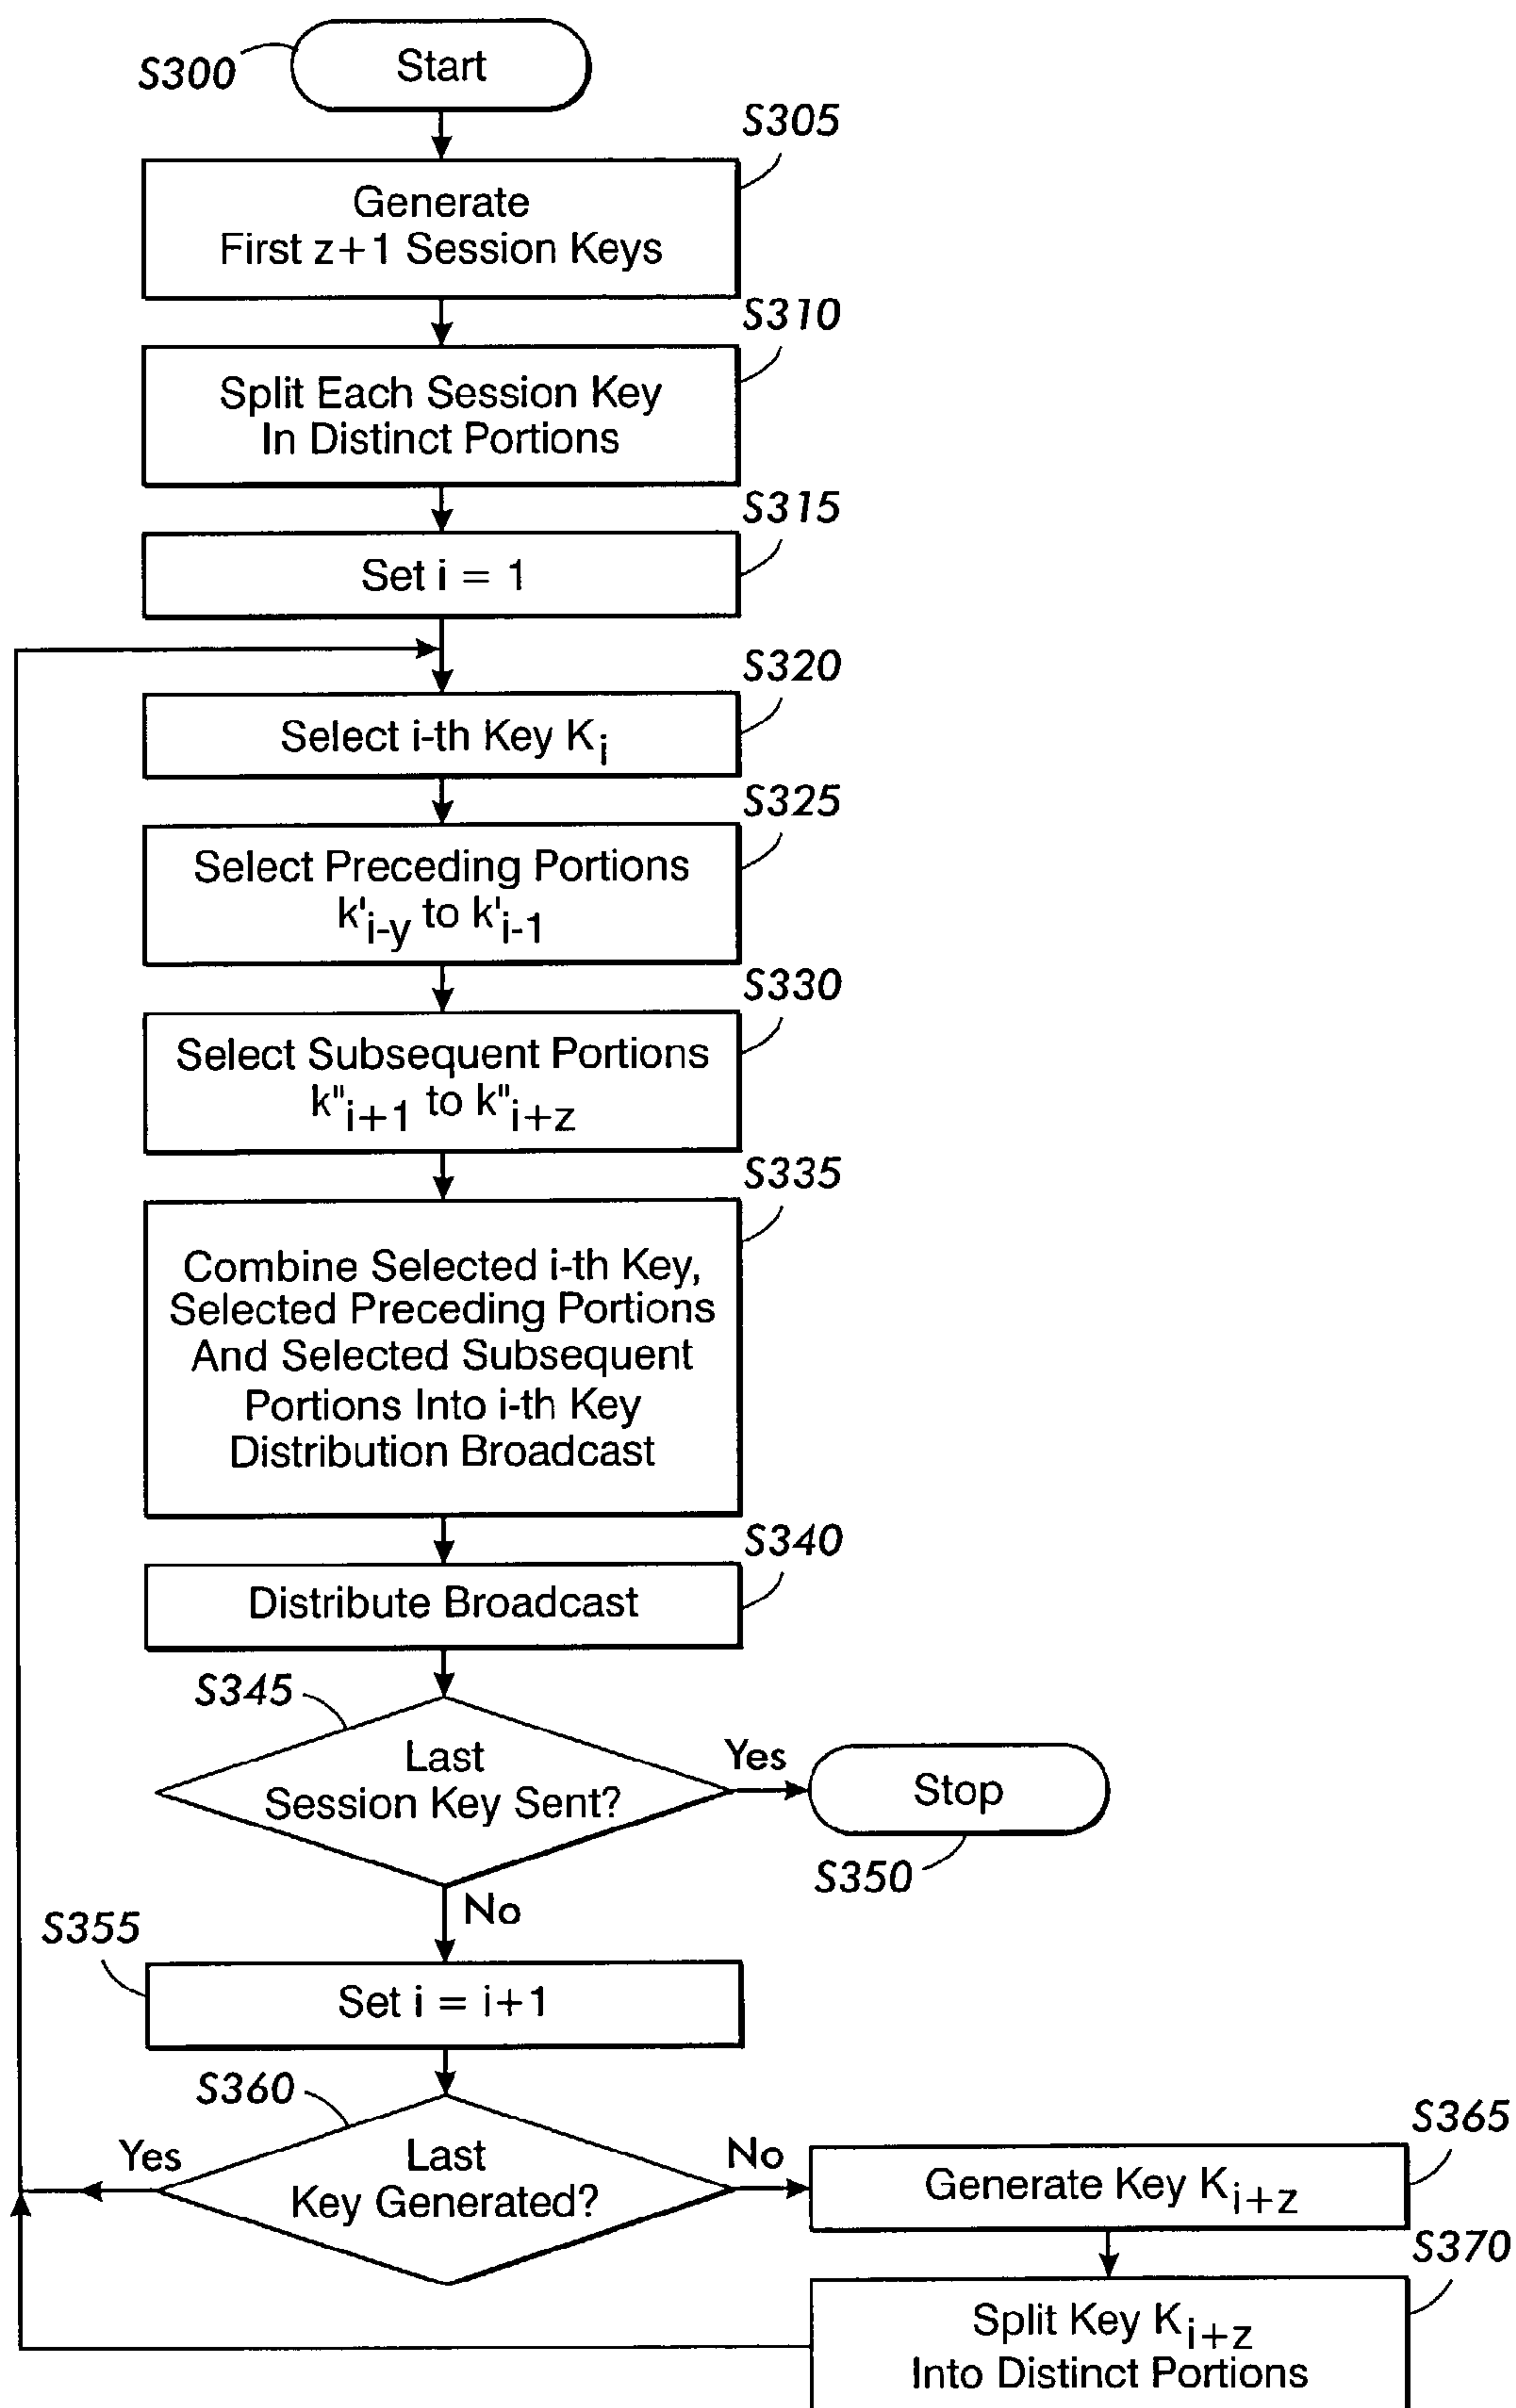 S300
Start
S305
Generate
First z+1 Session Keys
S310
Split Each Session Key
In Distinct Portions
S315
Set i = 1
S320
Select i-th Key Ki
S325
Select Preceding Portions
k'i-y to k'i-1
S330
Select Subsequent Portions
k"i+1 to k"i+z
S335
Combine Selected i-th Key,
Selected Preceding Portions
And Selected Subsequent
Portions Into i-th Key
Distribution Broadcast
S340
Distribute Broadcast
S345
Last
Session Key Sent?
Yes
Stop
S350
No
S355
Set i = i+1
S360
Last
Key Generated?
Yes
No
S365
Generate Key Ki+z
S370
Split Key Ki+z
Into Distinct Portions